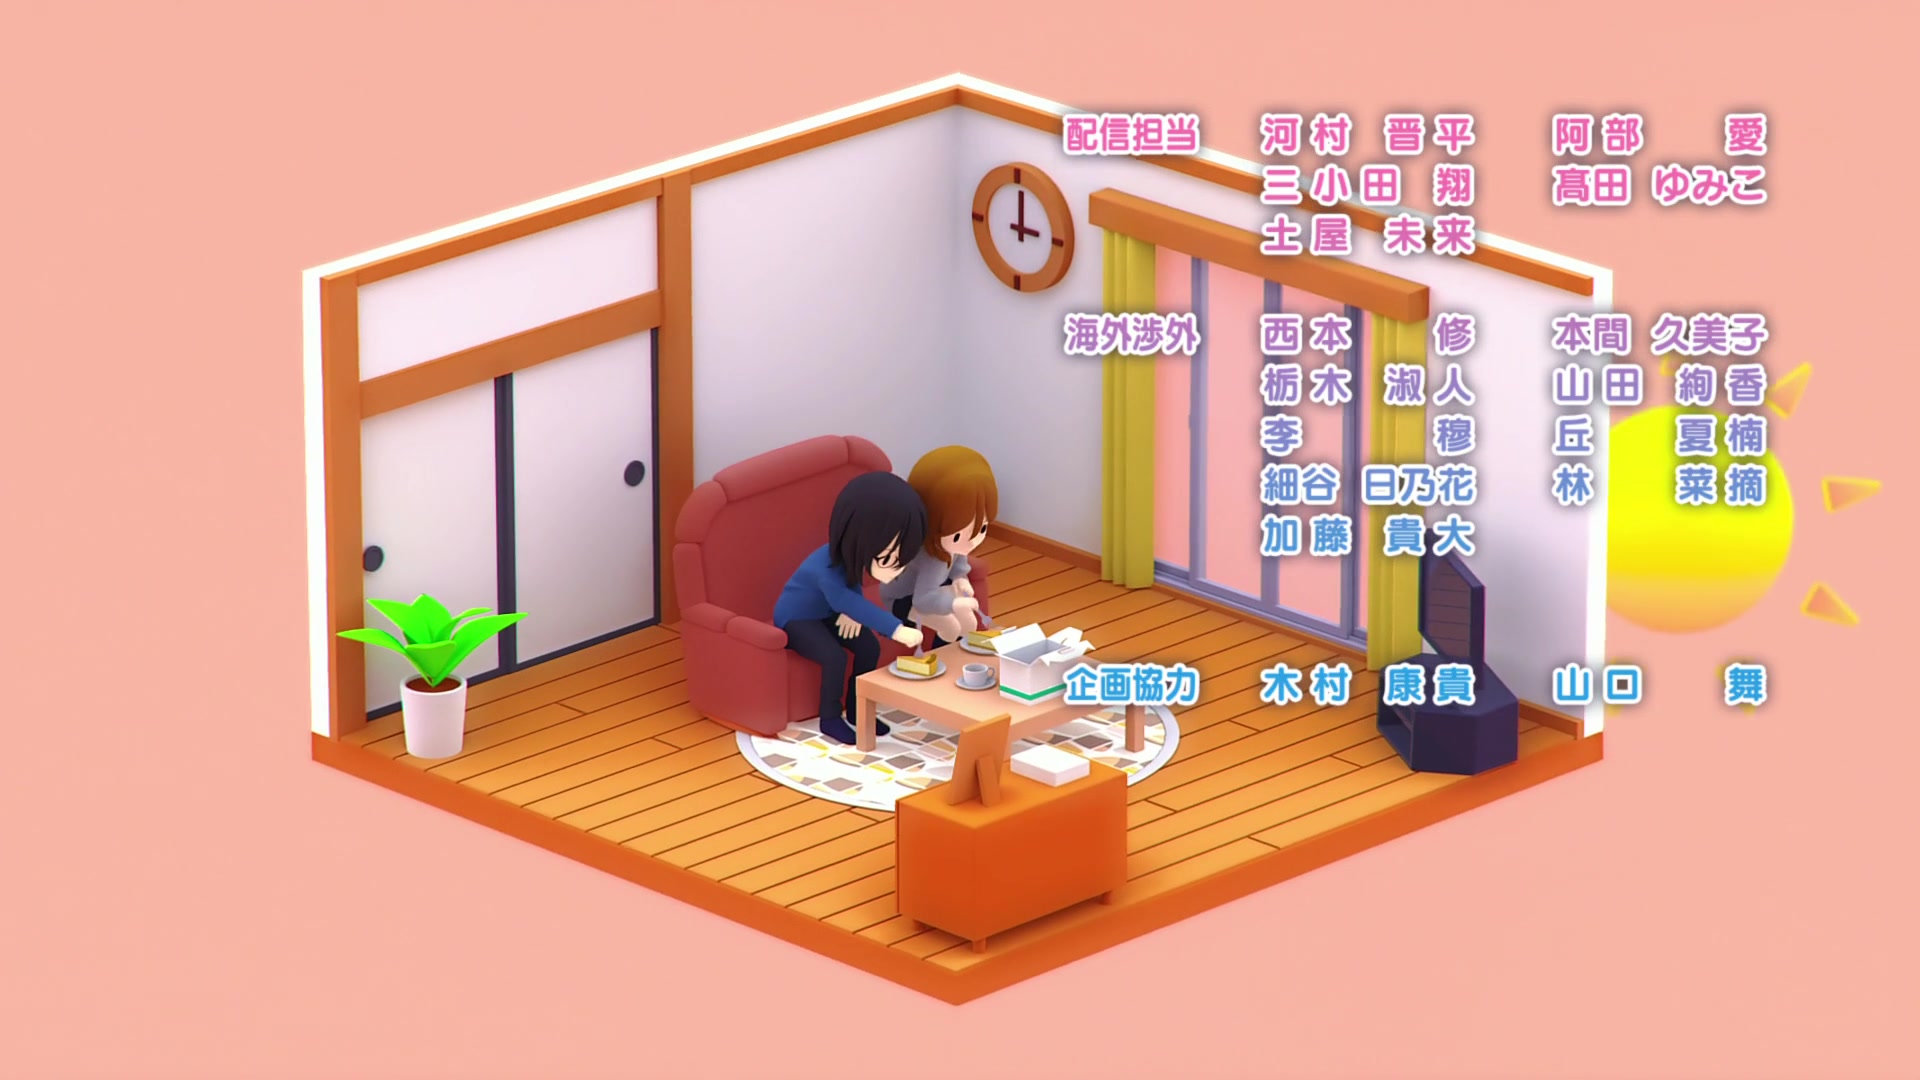 配信担当 河村 晋平 阿部 愛
三小田 翔 髙田 ゆみこ
土屋 未来
海外渉外 西本 修 本間 久美子
栃木 淑人 山田 絢香
李 穆 丘 夏楠
細谷 日乃花 林 菜摘
加藤 貴大
企画協力 木村 康貴 山口 舞